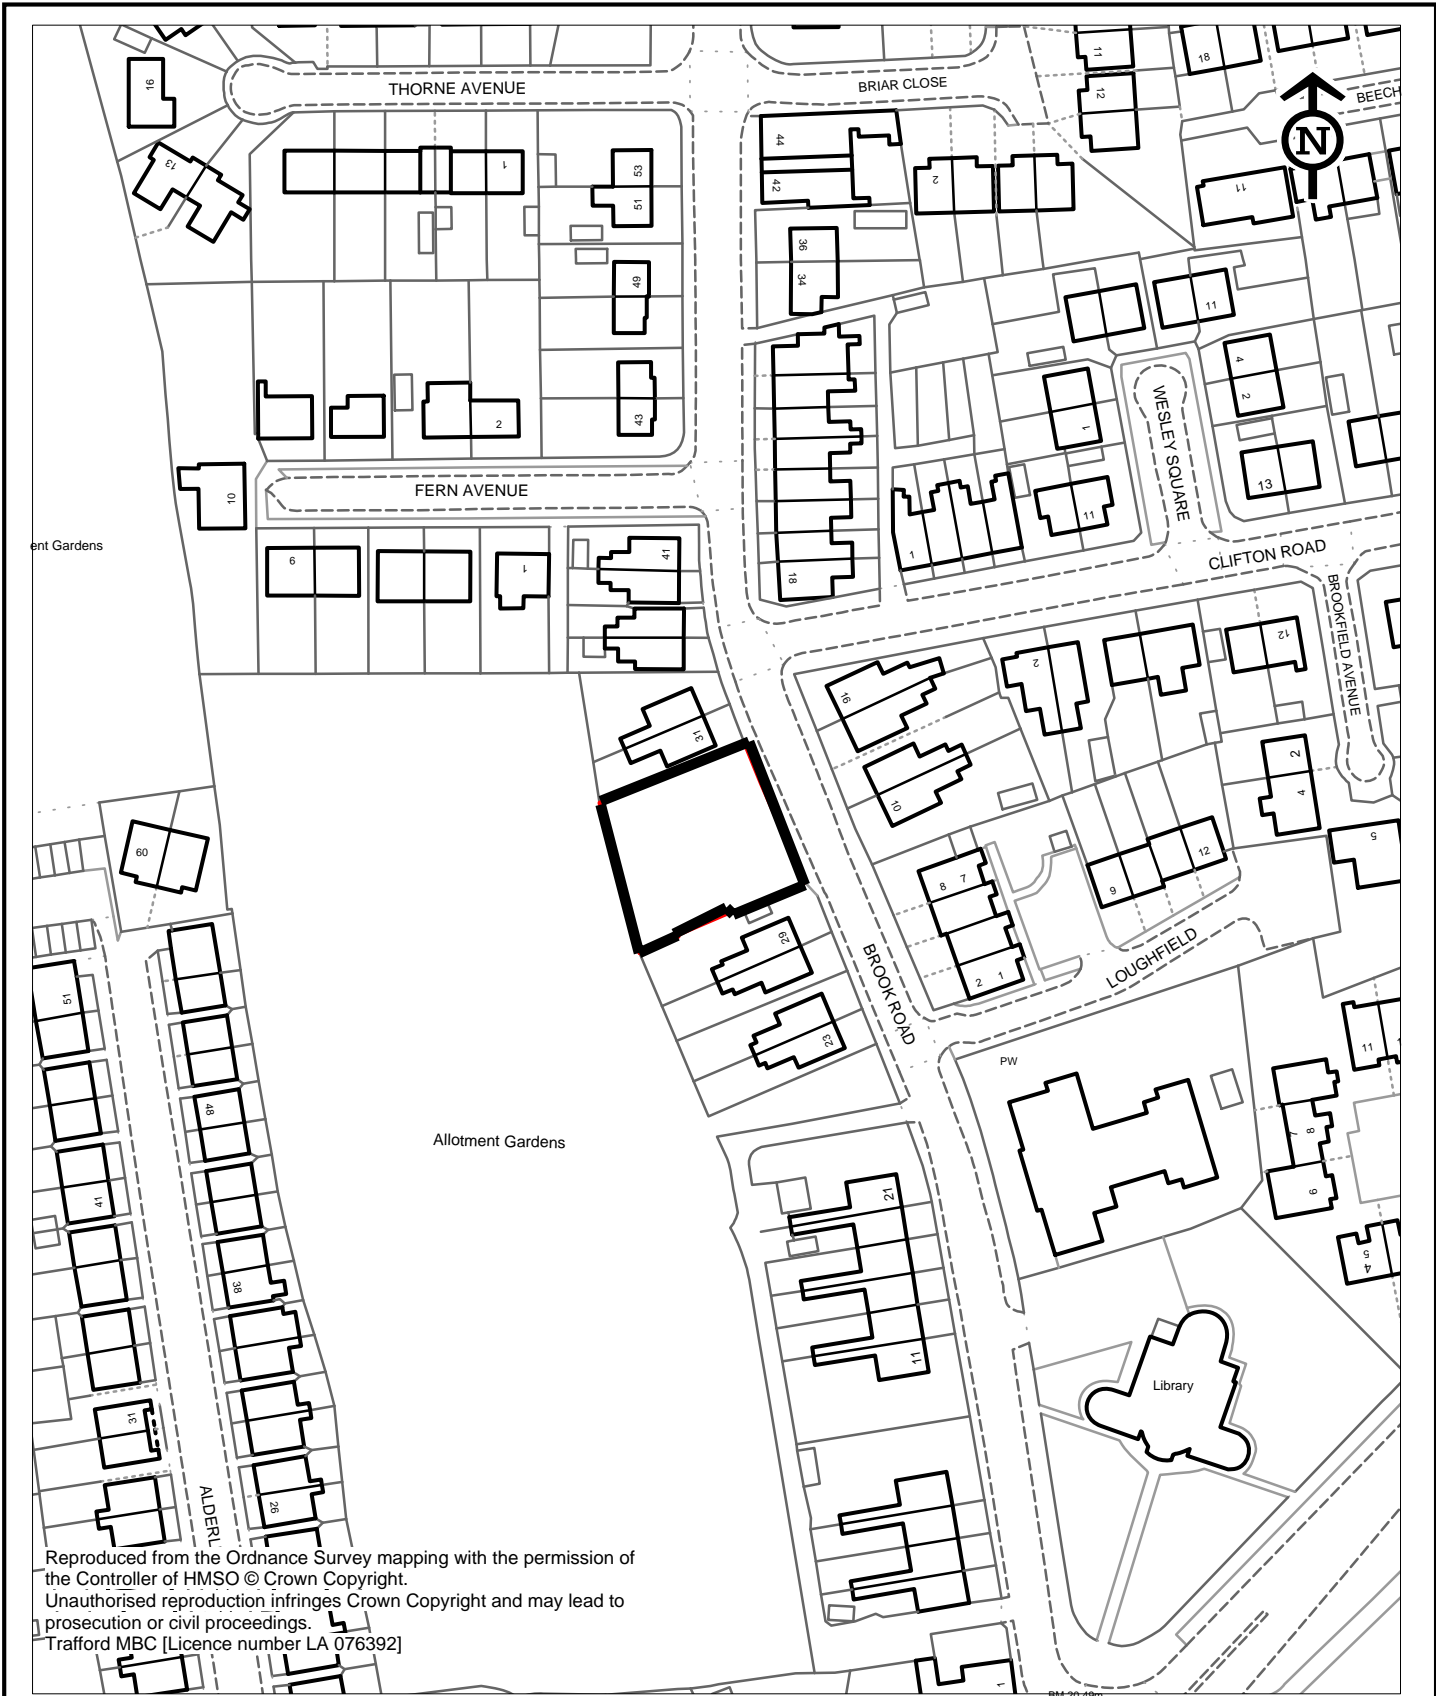 THORNE AVENUE
BRIAR CLOSE
BEECH
N
16
13
1
53
51
49
43
44
42
36
34
2
11
12
18
11
11
4
2
1
WESLEY SQUARE
13
11
1
18
2
10
FERN AVENUE
ent Gardens
9
1
41
CLIFTON ROAD
BROOKFIELD AVENUE
2
12
16
10
31
2
4
5
60
8 7
9
12
29
23
2 1
BROOK ROAD
LOUGHFIELD
51
PW
11
7
8
6
5
4
48
41
Allotment Gardens
21
11
38
31
26
Library
ALDERL
Reproduced from the Ordnance Survey mapping with the permission of
the Controller of HMSO © Crown Copyright.
Unauthorised reproduction infringes Crown Copyright and may lead to
prosecution or civil proceedings.
Trafford MBC [Licence number LA 076392]
1
BM 20.49m